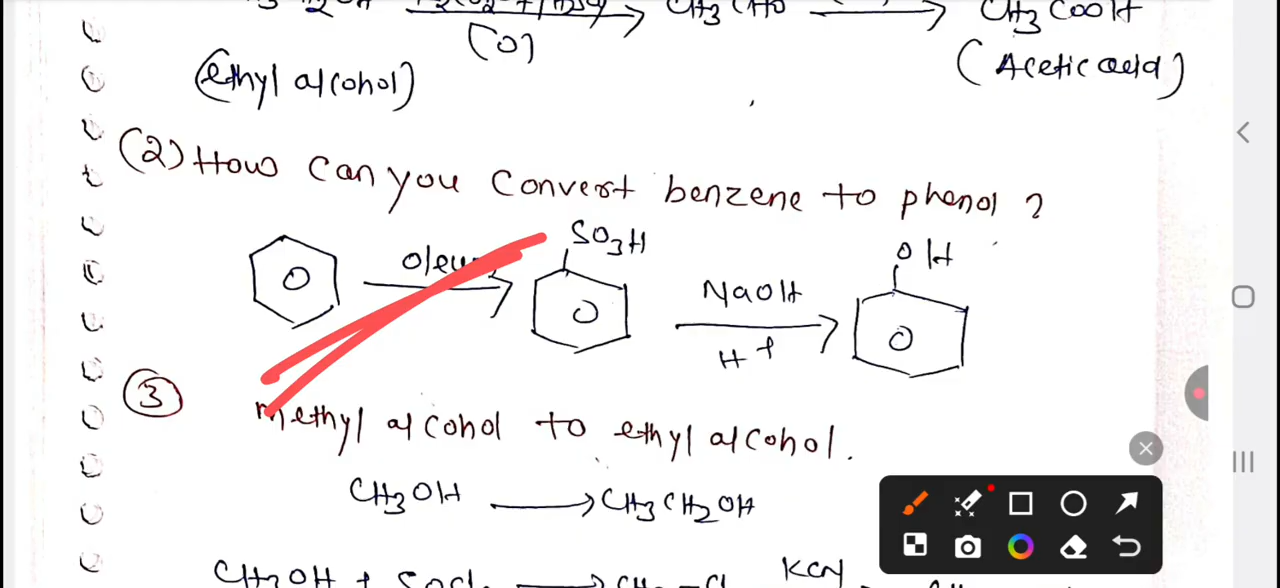 (O)
CH3CHO
CH3COOH
(ethyl alcohol)
(Acetic acid)
(2) How can you convert benzene to phenol ?
SO3H
OH
NaOH
H+
3
methyl alcohol to ethyl alcohol.
CH3OH → CH3CH2OH
CH3OH +
KCN